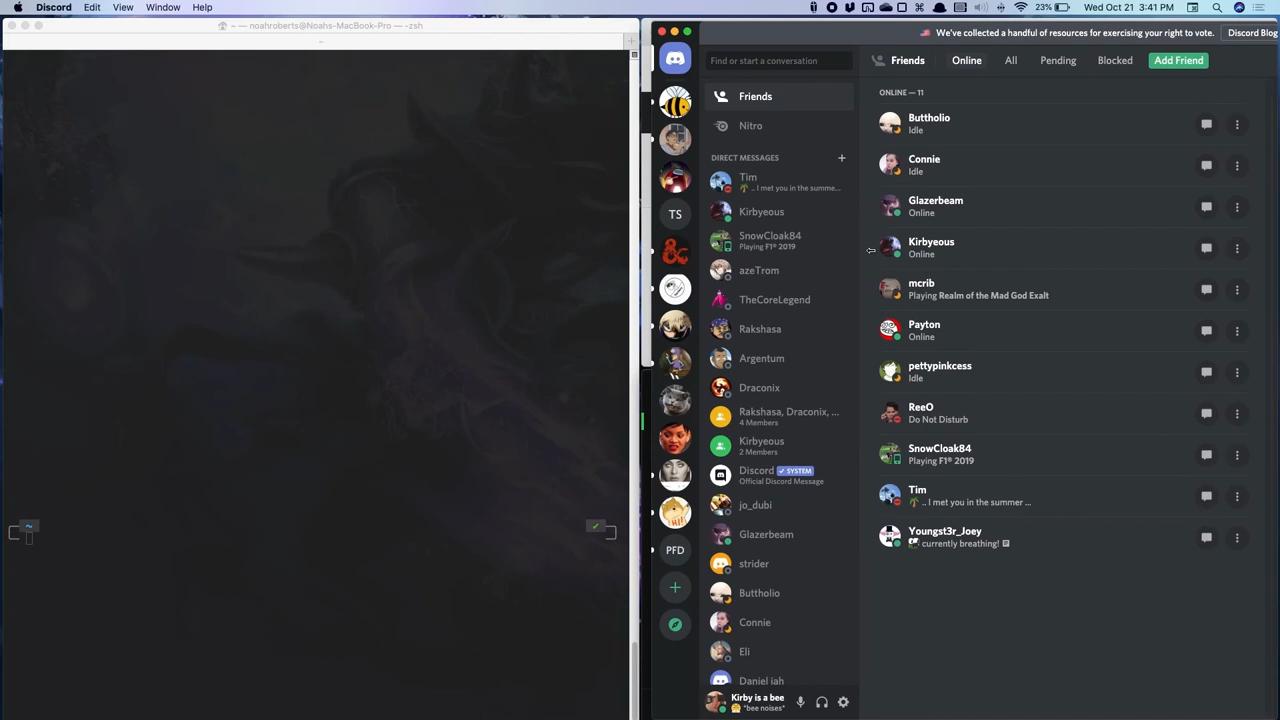 Discord Edit View Window Help
23% Wed Oct 21 3:41 PM
~ — noahroberts@Noahs-MacBook-Pro — -zsh
~
~
✓
We've collected a handful of resources for exercising your right to vote.
Discord Blog
Find or start a conversation
Friends
Nitro
DIRECT MESSAGES
Tim
.. I met you in the summe...
Kirbyeous
SnowCloak84
Playing F1® 2019
azeTrom
TheCoreLegend
Rakshasa
Argentum
Draconix
Rakshasa, Draconix, ...
4 Members
Kirbyeous
2 Members
Discord ✓ SYSTEM
Official Discord Message
jo_dubi
Glazerbeam
strider
Buttholio
Connie
Eli
Daniel jah
Kirby is a bee
*bee noises*
TS
PFD
Friends Online All Pending Blocked Add Friend
ONLINE — 11
Buttholio
Idle
Connie
Idle
Glazerbeam
Online
Kirbyeous
Online
mcrib
Playing Realm of the Mad God Exalt
Payton
Online
pettypinkcess
Idle
ReeO
Do Not Disturb
SnowCloak84
Playing F1® 2019
Tim
.. I met you in the summer ...
Youngst3r_Joey
currently breathing!